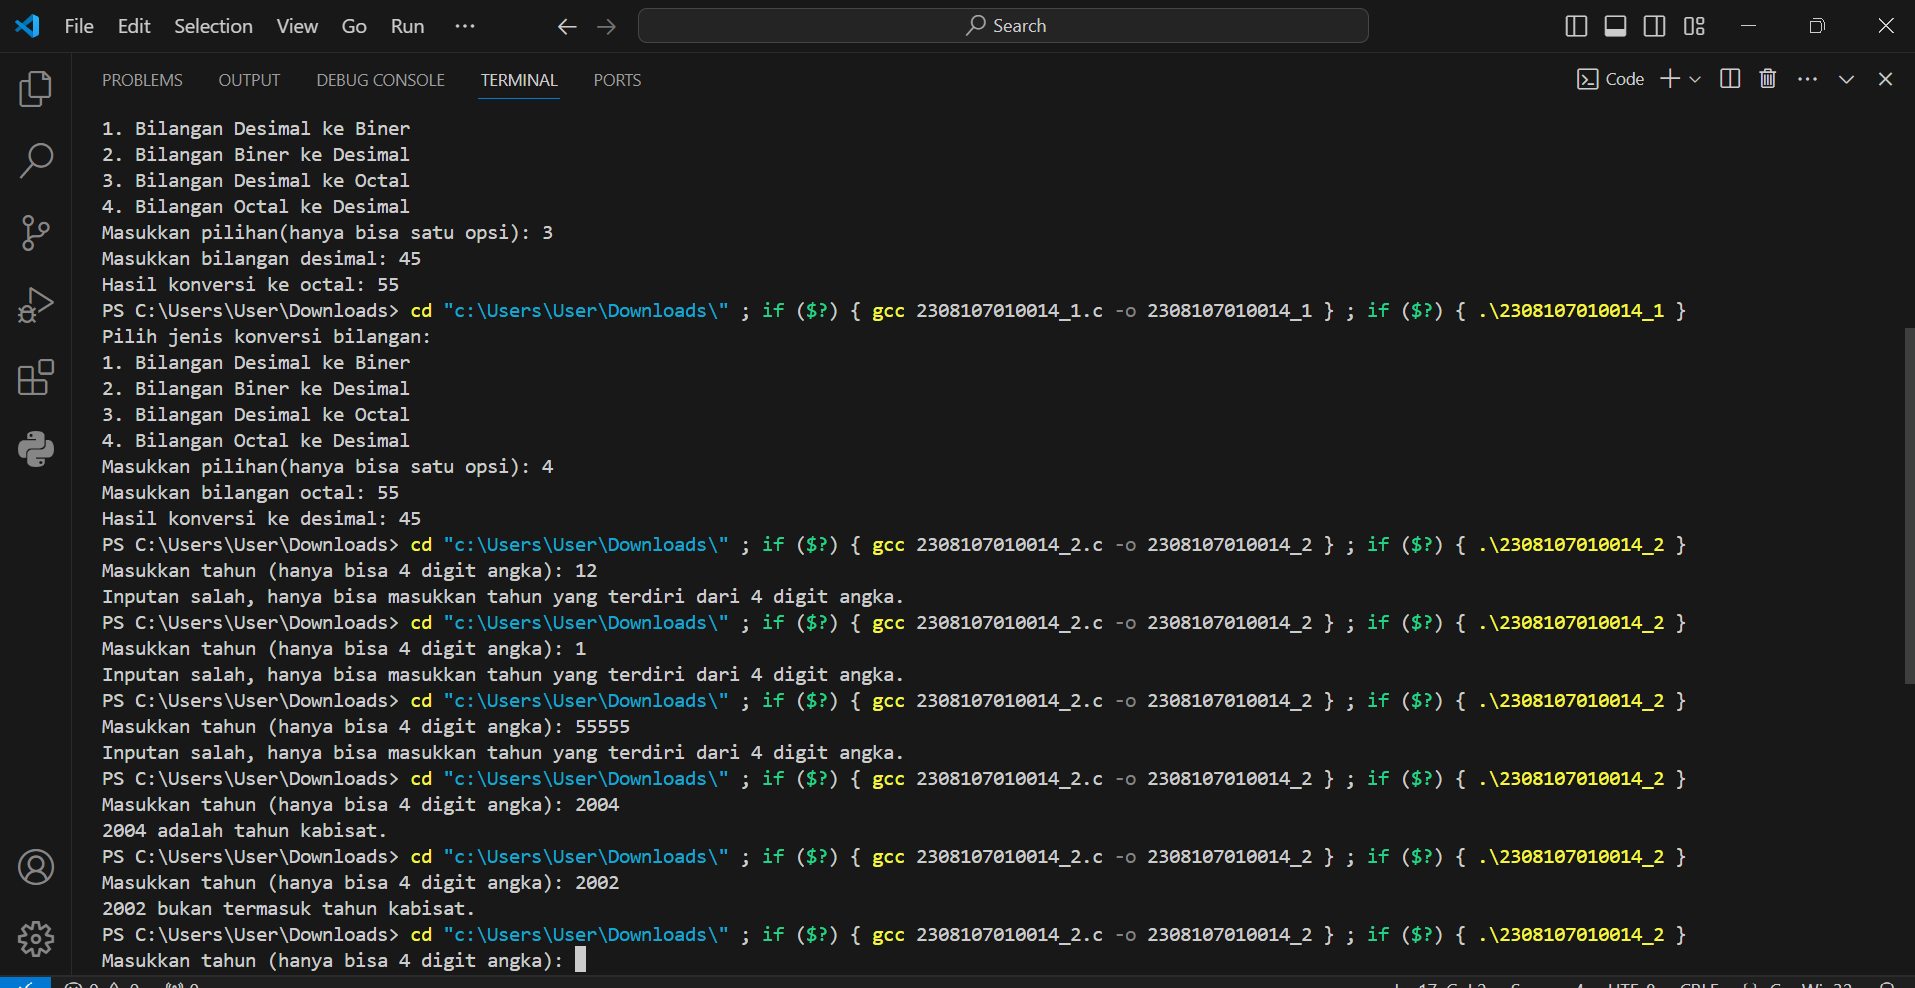 File Edit Selection View Go Run ··· Search
PROBLEMS OUTPUT DEBUG CONSOLE TERMINAL PORTS Code
1. Bilangan Desimal ke Biner
2. Bilangan Biner ke Desimal
3. Bilangan Desimal ke Octal
4. Bilangan Octal ke Desimal
Masukkan pilihan(hanya bisa satu opsi): 3
Masukkan bilangan desimal: 45
Hasil konversi ke octal: 55
PS C:\Users\User\Downloads> cd "c:\Users\User\Downloads\" ; if ($?) { gcc 2308107010014_1.c -o 2308107010014_1 } ; if ($?) { .\2308107010014_1 }
Pilih jenis konversi bilangan:
1. Bilangan Desimal ke Biner
2. Bilangan Biner ke Desimal
3. Bilangan Desimal ke Octal
4. Bilangan Octal ke Desimal
Masukkan pilihan(hanya bisa satu opsi): 4
Masukkan bilangan octal: 55
Hasil konversi ke desimal: 45
PS C:\Users\User\Downloads> cd "c:\Users\User\Downloads\" ; if ($?) { gcc 2308107010014_2.c -o 2308107010014_2 } ; if ($?) { .\2308107010014_2 }
Masukkan tahun (hanya bisa 4 digit angka): 12
Inputan salah, hanya bisa masukkan tahun yang terdiri dari 4 digit angka.
PS C:\Users\User\Downloads> cd "c:\Users\User\Downloads\" ; if ($?) { gcc 2308107010014_2.c -o 2308107010014_2 } ; if ($?) { .\2308107010014_2 }
Masukkan tahun (hanya bisa 4 digit angka): 1
Inputan salah, hanya bisa masukkan tahun yang terdiri dari 4 digit angka.
PS C:\Users\User\Downloads> cd "c:\Users\User\Downloads\" ; if ($?) { gcc 2308107010014_2.c -o 2308107010014_2 } ; if ($?) { .\2308107010014_2 }
Masukkan tahun (hanya bisa 4 digit angka): 55555
Inputan salah, hanya bisa masukkan tahun yang terdiri dari 4 digit angka.
PS C:\Users\User\Downloads> cd "c:\Users\User\Downloads\" ; if ($?) { gcc 2308107010014_2.c -o 2308107010014_2 } ; if ($?) { .\2308107010014_2 }
Masukkan tahun (hanya bisa 4 digit angka): 2004
2004 adalah tahun kabisat.
PS C:\Users\User\Downloads> cd "c:\Users\User\Downloads\" ; if ($?) { gcc 2308107010014_2.c -o 2308107010014_2 } ; if ($?) { .\2308107010014_2 }
Masukkan tahun (hanya bisa 4 digit angka): 2002
2002 bukan termasuk tahun kabisat.
PS C:\Users\User\Downloads> cd "c:\Users\User\Downloads\" ; if ($?) { gcc 2308107010014_2.c -o 2308107010014_2 } ; if ($?) { .\2308107010014_2 }
Masukkan tahun (hanya bisa 4 digit angka):